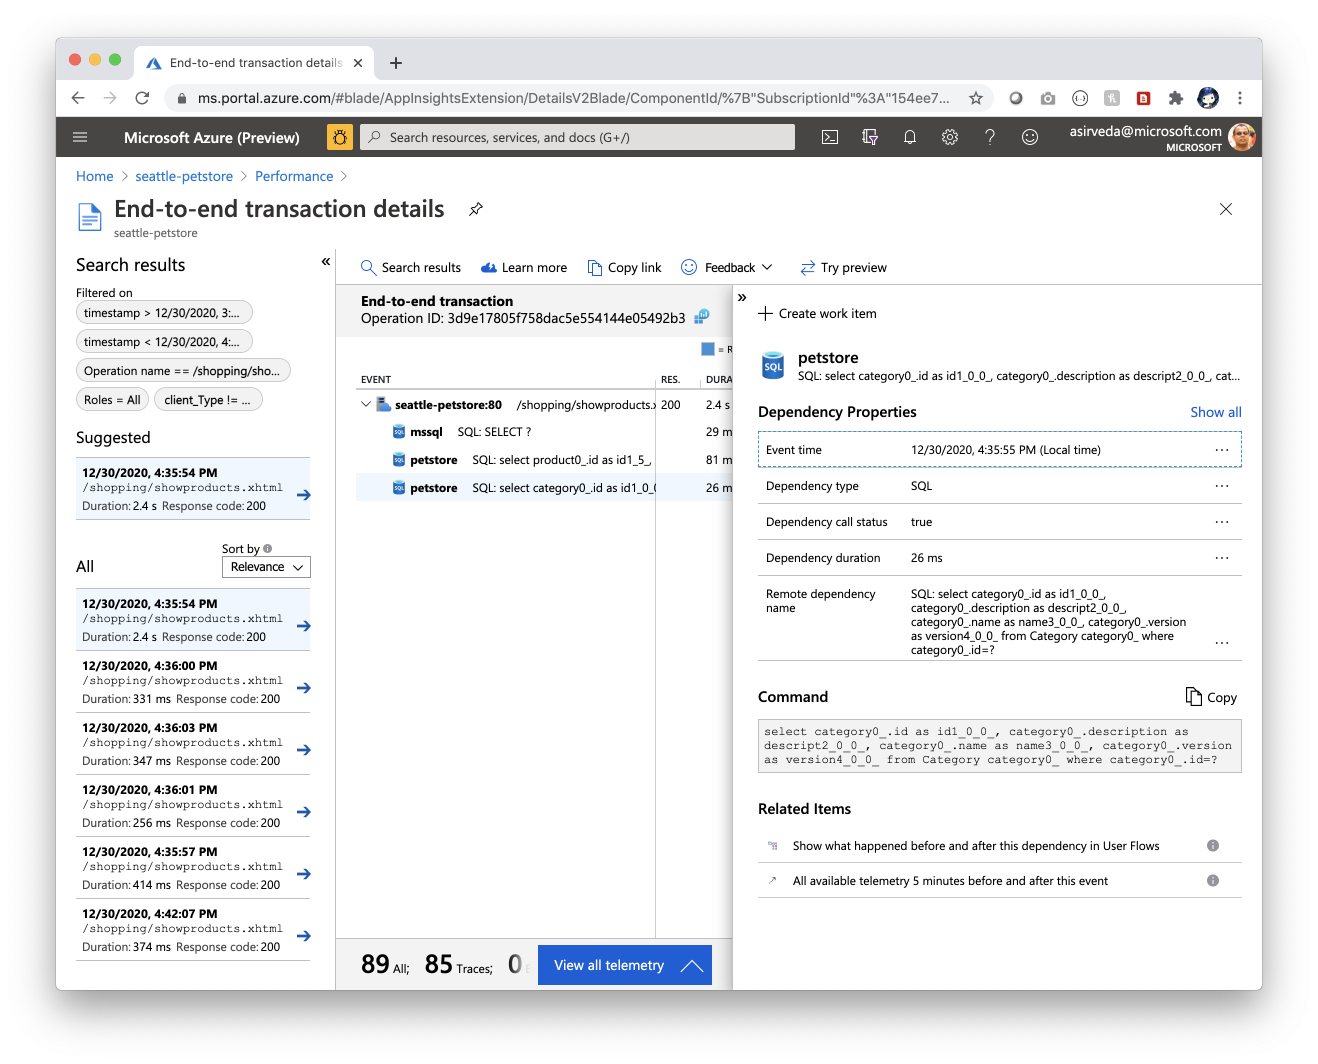 End-to-end transaction details
ms.portal.azure.com/#blade/AppInsightsExtension/DetailsV2Blade/ComponentId/%7B"SubscriptionId"%3A"154ee7...
Microsoft Azure (Preview)
Search resources, services, and docs (G+/)
asirveda@microsoft.com
MICROSOFT
Home > seattle-petstore > Performance >
End-to-end transaction details
seattle-petstore
Search results
Filtered on
timestamp > 12/30/2020, 3:...
timestamp < 12/30/2020, 4:...
Operation name == /shopping/sho...
Roles = All
client_Type != ...
Suggested
12/30/2020, 4:35:54 PM
/shopping/showproducts.xhtml
Duration: 2.4 s Response code: 200
Sort by
All
Relevance
12/30/2020, 4:35:54 PM
/shopping/showproducts.xhtml
Duration: 2.4 s Response code: 200
12/30/2020, 4:36:00 PM
/shopping/showproducts.xhtml
Duration: 331 ms Response code: 200
12/30/2020, 4:36:03 PM
/shopping/showproducts.xhtml
Duration: 347 ms Response code: 200
12/30/2020, 4:36:01 PM
/shopping/showproducts.xhtml
Duration: 256 ms Response code: 200
12/30/2020, 4:35:57 PM
/shopping/showproducts.xhtml
Duration: 414 ms Response code: 200
12/30/2020, 4:42:07 PM
/shopping/showproducts.xhtml
Duration: 374 ms Response code: 200
Search results Learn more Copy link Feedback Try preview
End-to-end transaction
Operation ID: 3d9e17805f758dac5e554144e05492b3
= R
EVENT RES. DURA
seattle-petstore:80 /shopping/showproducts.x 200 2.4 s
SQL mssql SQL: SELECT ? 29 m
SQL petstore SQL: select product0_.id as id1_5_, 81 m
SQL petstore SQL: select category0_.id as id1_0_( 26 m
89 All; 85 Traces; 0 E
View all telemetry
Create work item
SQL
petstore
SQL: select category0_.id as id1_0_0_, category0_.description as descript2_0_0_, cat...
Dependency Properties
Show all
Event time 12/30/2020, 4:35:55 PM (Local time) ...
Dependency type SQL ...
Dependency call status true ...
Dependency duration 26 ms ...
Remote dependency name
SQL: select category0_.id as id1_0_0_,
category0_.description as descript2_0_0_,
category0_.name as name3_0_0_, category0_.version
as version4_0_0_ from Category category0_ where
category0_.id=?
...
Command
Copy
select category0_.id as id1_0_0_, category0_.description as
descript2_0_0_, category0_.name as name3_0_0_, category0_.version
as version4_0_0_ from Category category0_ where category0_.id=?
Related Items
Show what happened before and after this dependency in User Flows
All available telemetry 5 minutes before and after this event